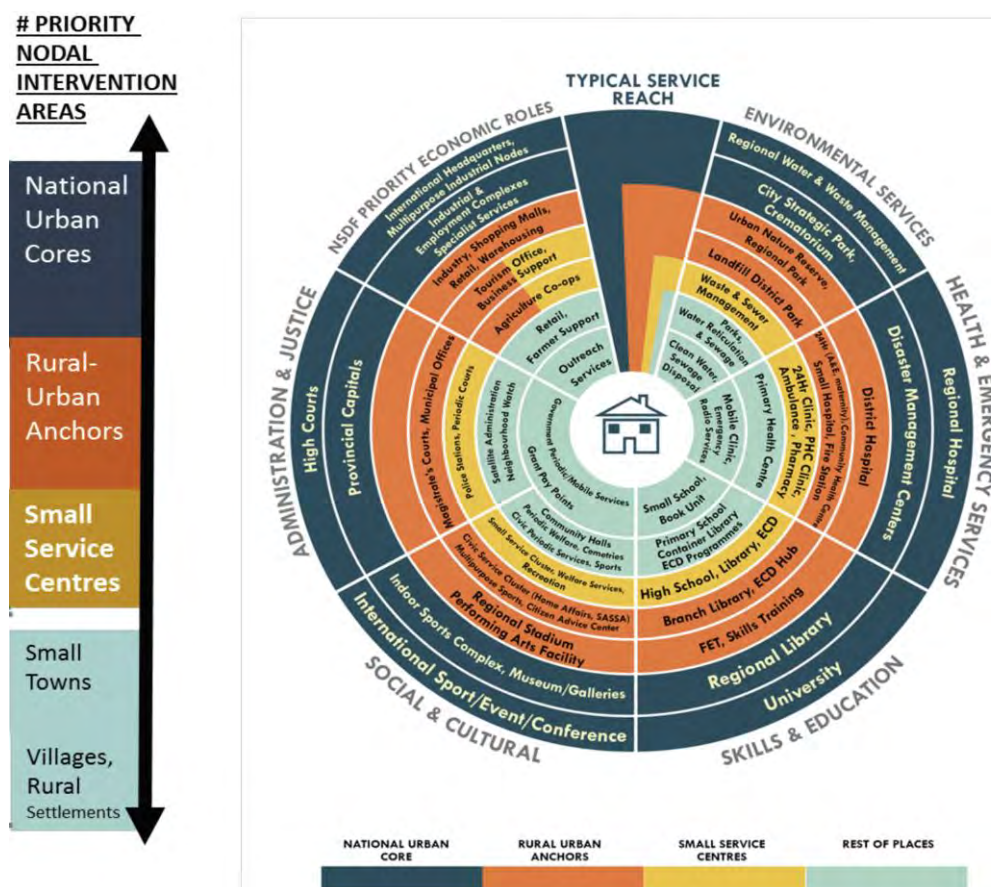 # PRIORITY
NODAL
INTERVENTION
AREAS
National
Urban
Cores
Rural-
Urban
Anchors
Small
Service
Centres
Small
Towns
Villages,
Rural
Settlements
TYPICAL SERVICE
REACH
NSDF PRIORITY ECONOMIC ROLES
International Headquarters,
Multipurpose Industrial Nodes
Industrial &
Employment Complexes
Specialist Services
Industry, Shopping Malls,
Retail, Warehousing
Tourism Office,
Business Support
Agriculture Co-ops
Retail,
Farmer Support
Outreach
Services
ENVIRONMENTAL SERVICES
Regional Water & Waste Management
City Strategic Park,
Crematorium
Urban Nature Reserve,
Regional Park
Landfill District Park
Waste & Sewer
Management
Parks,
Water Reticulation
& Sewage
Clean Water,
Sewage
Disposal
HEALTH & EMERGENCY SERVICES
Regional Hospital
Disaster Management Centers
District Hospital
24Hr (A&E, maternity), Community Health Centre
Small Hospital, Fire Station
24Hr Clinic, PHC Clinic,
Ambulance, Pharmacy
Primary Health Centre
Mobile Clinic,
Emergency
Radio Services
SKILLS & EDUCATION
Small School,
Book Unit
Primary School
Container Library
ECD Programmes
High School, Library, ECD
Branch Library, ECD Hub
FET, Skills Training
Regional Library
University
SOCIAL & CULTURAL
Grant Pay Points
Community Halls
Periodic Welfare, Cemetries
Civic Periodic Services, Sports
Small Service Cluster, Welfare Services,
Recreation
Civic Service Cluster (Home Affairs, SASSA)
Multipurpose Sports, Citizen Advice Center
Regional Stadium
Performing Arts Facility
Indoor Sports Complex, Museum/Galleries
International Sport/Event/Conference
ADMINISTRATION & JUSTICE
High Courts
Provincial Capitals
Magistrate's Courts, Municipal Offices
Police Stations, Periodic Courts
Satellite Administration
Neighbourhood Watch
Government Periodic/Mobile Services
NATIONAL URBAN
CORE
RURAL URBAN
ANCHORS
SMALL SERVICE
CENTRES
REST OF PLACES